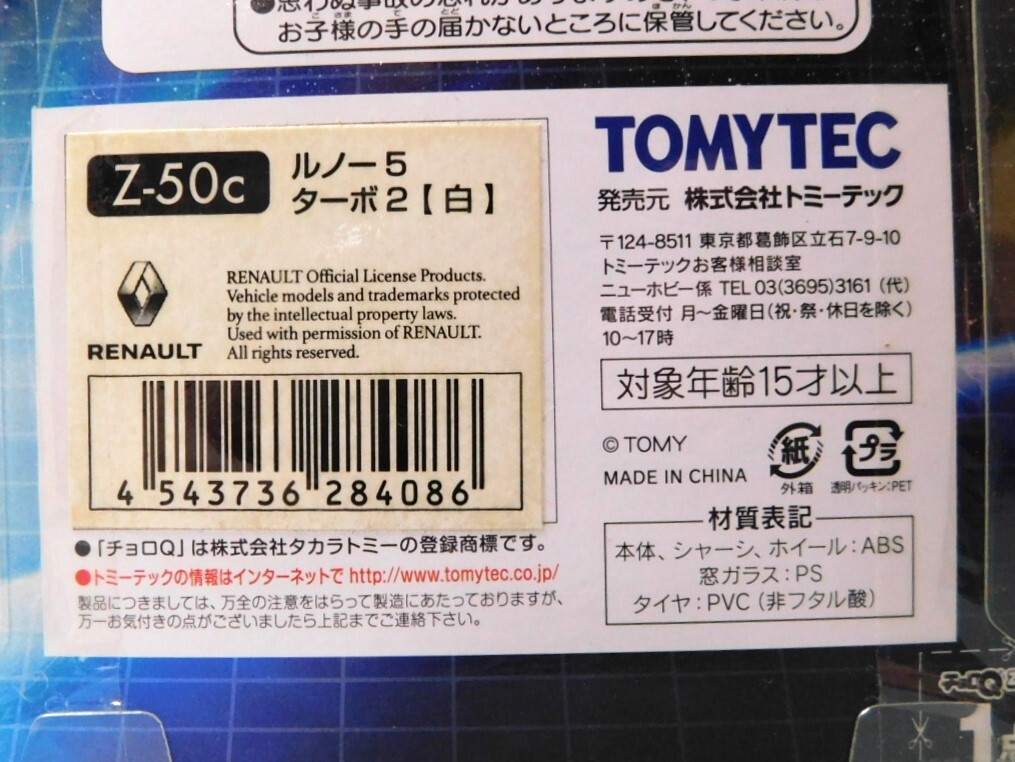 お子様の手の届かないところに保管してください。
Z-50c
ルノー5
ターボ2【白】
RENAULT
RENAULT Official License Products.
Vehicle models and trademarks protected
by the intellectual property laws.
Used with permission of RENAULT.
All rights reserved.
4 543736 284086
●「チョロQ」は株式会社タカラトミーの登録商標です。
●トミーテックの情報はインターネットで http://www.tomytec.co.jp/
製品につきましては、万全の注意をはらって製造にあたっておりますが、
万一お気付きの点がございましたら上記までご連絡下さい。
TOMYTEC
発売元 株式会社トミーテック
〒124-8511 東京都葛飾区立石7-9-10
トミーテックお客様相談室
ニューホビー係 TEL 03(3695)3161（代）
電話受付 月〜金曜日(祝・祭・休日を除く)
10〜17時
対象年齢15才以上
© TOMY
MADE IN CHINA
紙
外箱
プラ
透明パッキン:PET
材質表記
本体、シャーシ、ホイール:ABS
窓ガラス:PS
タイヤ:PVC（非フタル酸）
チョロQ
1点